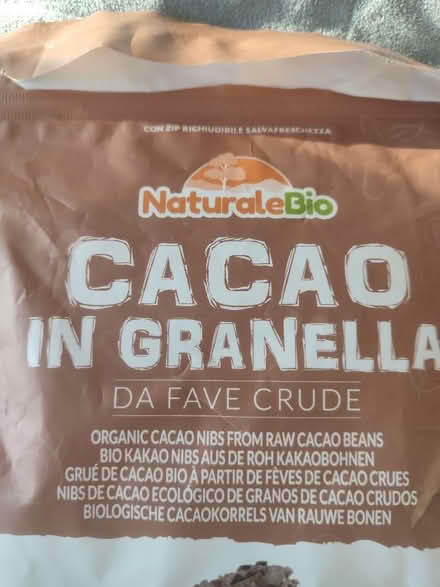 CON ZIP RICHIUDIBILE SALVAFRESCHEZZA
NaturaleBio
CACAO
IN GRANELLA
DA FAVE CRUDE
ORGANIC CACAO NIBS FROM RAW CACAO BEANS
BIO KAKAO NIBS AUS DE ROH KAKAOBOHNEN
GRUÉ DE CACAO BIO À PARTIR DE FÈVES DE CACAO CRUES
NIBS DE CACAO ECOLÓGICO DE GRANOS DE CACAO CRUDOS
BIOLOGISCHE CACAOKORRELS VAN RAUWE BONEN